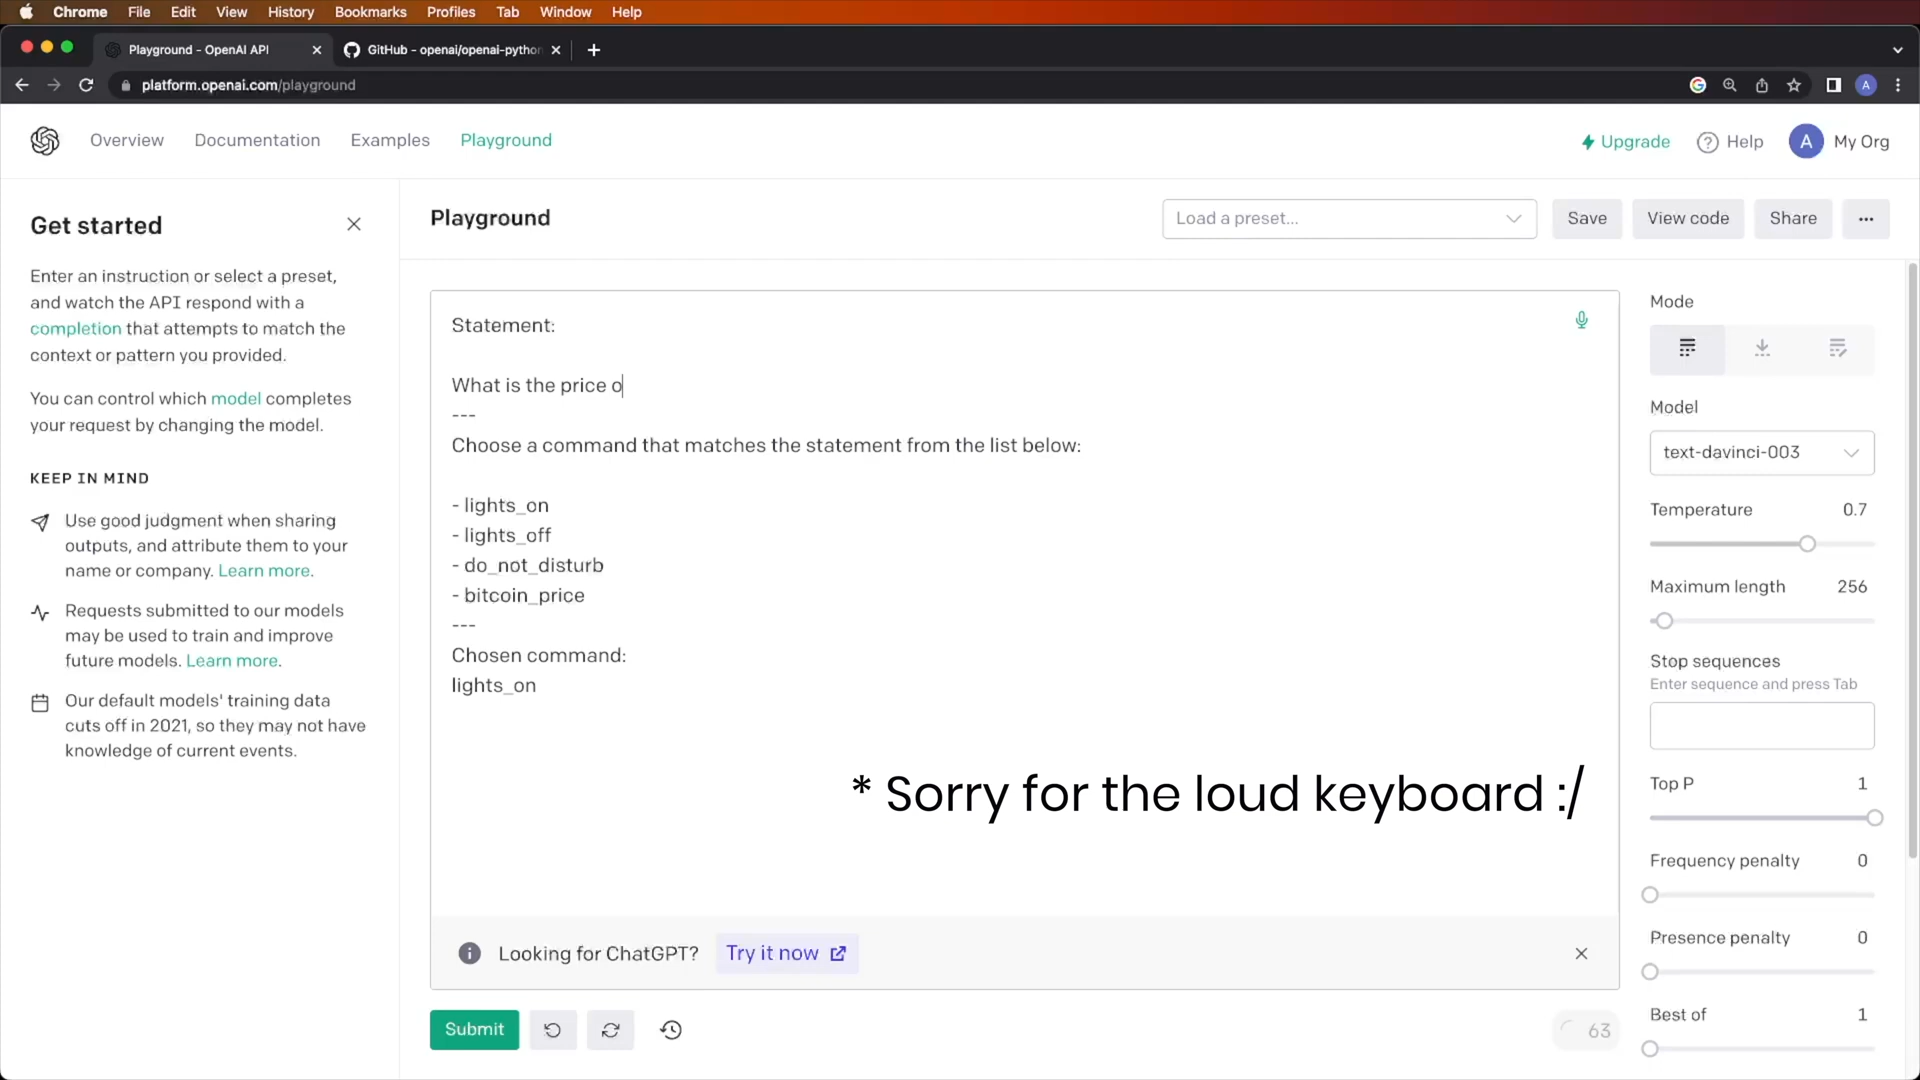 Chrome File Edit View History Bookmarks Profiles Tab Window Help
Playground - OpenAI API
GitHub - openai/openai-python
platform.openai.com/playground
A
Overview Documentation Examples Playground
Upgrade
? Help
A My Org
Get started
Enter an instruction or select a preset,
and watch the API respond with a
completion that attempts to match the
context or pattern you provided.
You can control which model completes
your request by changing the model.
KEEP IN MIND
Use good judgment when sharing
outputs, and attribute them to your
name or company. Learn more.
Requests submitted to our models
may be used to train and improve
future models. Learn more.
Our default models' training data
cuts off in 2021, so they may not have
knowledge of current events.
Playground
Load a preset...
Save
View code
Share
...
Statement:
What is the price o
---
Choose a command that matches the statement from the list below:
- lights_on
- lights_off
- do_not_disturb
- bitcoin_price
---
Chosen command:
lights_on
* Sorry for the loud keyboard :/
Looking for ChatGPT? Try it now
Submit
63
Mode
Model
text-davinci-003
Temperature 0.7
Maximum length 256
Stop sequences
Enter sequence and press Tab
Top P 1
Frequency penalty 0
Presence penalty 0
Best of 1